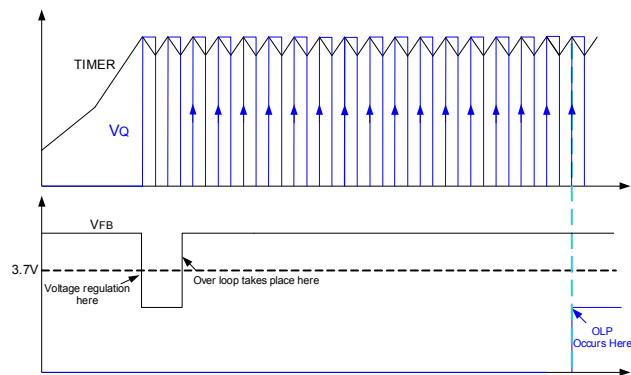 TIMER
VQ
VFB
3.7V
Voltage regulation
here
Over loop takes place here
OLP
Occurs Here